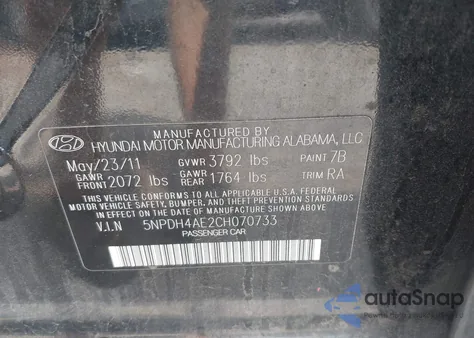 MANUFACTURED BY
HYUNDAI MOTOR MANUFACTURING ALABAMA, LLC
May/23/11 GVWR 3792 lbs PAINT 7B
GAWR FRONT 2072 lbs GAWR REAR 1764 lbs TRIM RA
THIS VEHICLE CONFORMS TO ALL APPLICABLE U.S.A. FEDERAL
MOTOR VEHICLE SAFETY, BUMPER, AND THEFT PREVENTION STANDARDS
IN EFFECT ON THE DATE OF MANUFACTURE SHOWN ABOVE.
V.I.N 5NPDH4AE2CH070733
PASSENGER CAR
autoSnap